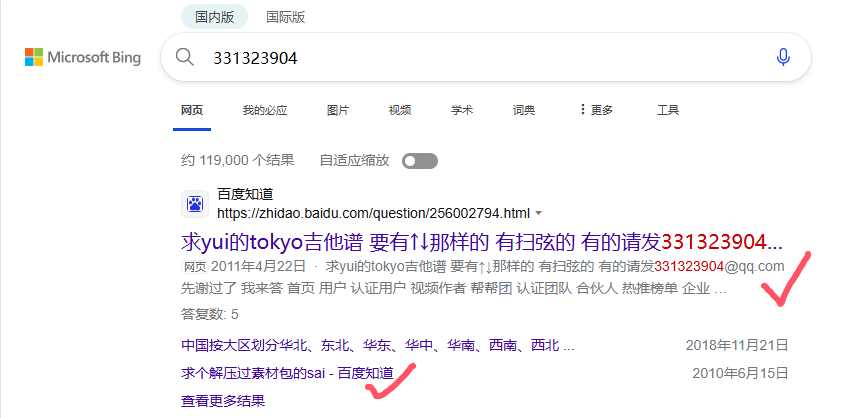 国内版 国际版
Microsoft Bing 331323904
网页 我的必应 图片 视频 学术 词典 更多 工具
约 119,000 个结果 自适应缩放
百度知道
https://zhidao.baidu.com/question/256002794.html
求yui的tokyo吉他谱 要有↑↓那样的 有扫弦的 有的请发331323904...
网页 2011年4月22日 · 求yui的tokyo吉他谱 要有↑↓那样的 有扫弦的 有的请发331323904@qq.com
先谢过了 我来答 首页 用户 认证用户 视频作者 帮帮团 认证团队 合伙人 热推榜单 企业 ...
答复数: 5
中国按大区划分华北、东北、华东、华中、华南、西南、西北 ... 2018年11月21日
求个解压过素材包的sai - 百度知道 2010年6月15日
查看更多结果